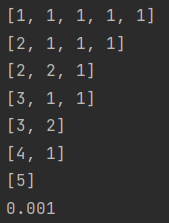 [1, 1, 1, 1, 1]
[2, 1, 1, 1]
[2, 2, 1]
[3, 1, 1]
[3, 2]
[4, 1]
[5]
0.001